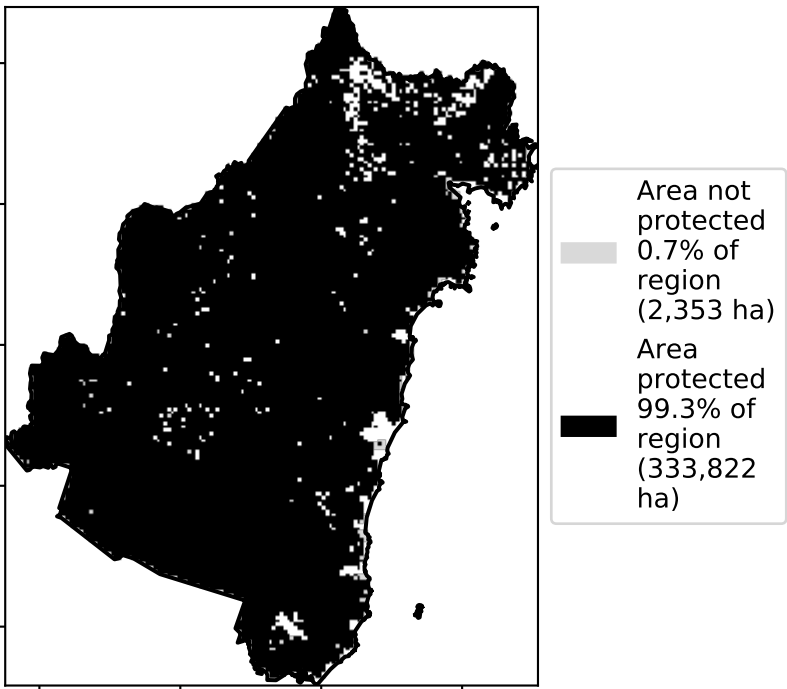 Area not
protected
0.7% of
region
(2,353 ha)
Area
protected
99.3% of
region
(333,822
ha)